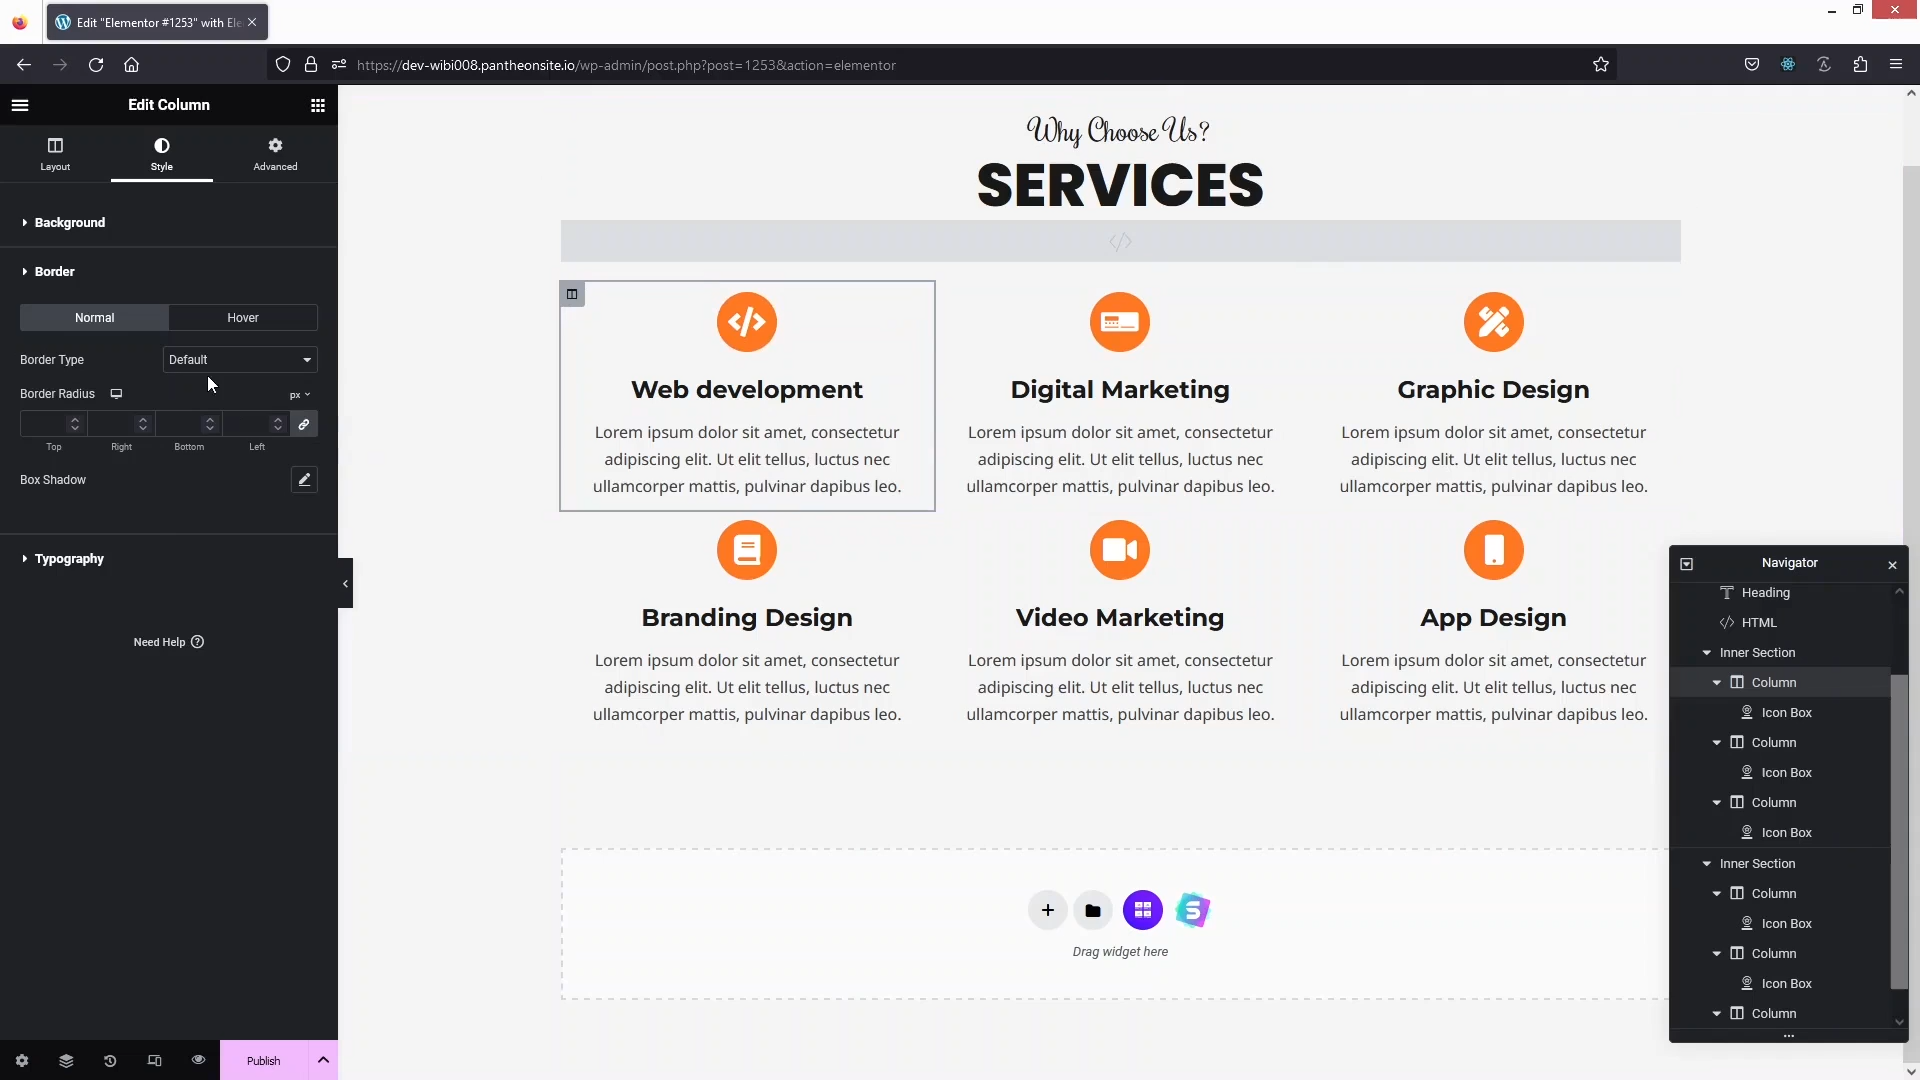 Edit "Elementor #1253" with Ele
https://dev-wibi008.pantheonsite.io/wp-admin/post.php?post=1253&action=elementor
Edit Column
Layout
Style
Advanced
Background
Border
Normal
Hover
Border Type
Default
Border Radius
px
Top
Right
Bottom
Left
Box Shadow
Typography
Need Help
Publish
Why Choose Us?
SERVICES
Web development
Lorem ipsum dolor sit amet, consectetur
adipiscing elit. Ut elit tellus, luctus nec
ullamcorper mattis, pulvinar dapibus leo.
Digital Marketing
Lorem ipsum dolor sit amet, consectetur
adipiscing elit. Ut elit tellus, luctus nec
ullamcorper mattis, pulvinar dapibus leo.
Graphic Design
Lorem ipsum dolor sit amet, consectetur
adipiscing elit. Ut elit tellus, luctus nec
ullamcorper mattis, pulvinar dapibus leo.
Branding Design
Lorem ipsum dolor sit amet, consectetur
adipiscing elit. Ut elit tellus, luctus nec
ullamcorper mattis, pulvinar dapibus leo.
Video Marketing
Lorem ipsum dolor sit amet, consectetur
adipiscing elit. Ut elit tellus, luctus nec
ullamcorper mattis, pulvinar dapibus leo.
App Design
Lorem ipsum dolor sit amet, consectetur
adipiscing elit. Ut elit tellus, luctus nec
ullamcorper mattis, pulvinar dapibus leo.
Drag widget here
Navigator
Heading
HTML
Inner Section
Column
Icon Box
Column
Icon Box
Column
Icon Box
Inner Section
Column
Icon Box
Column
Icon Box
Column